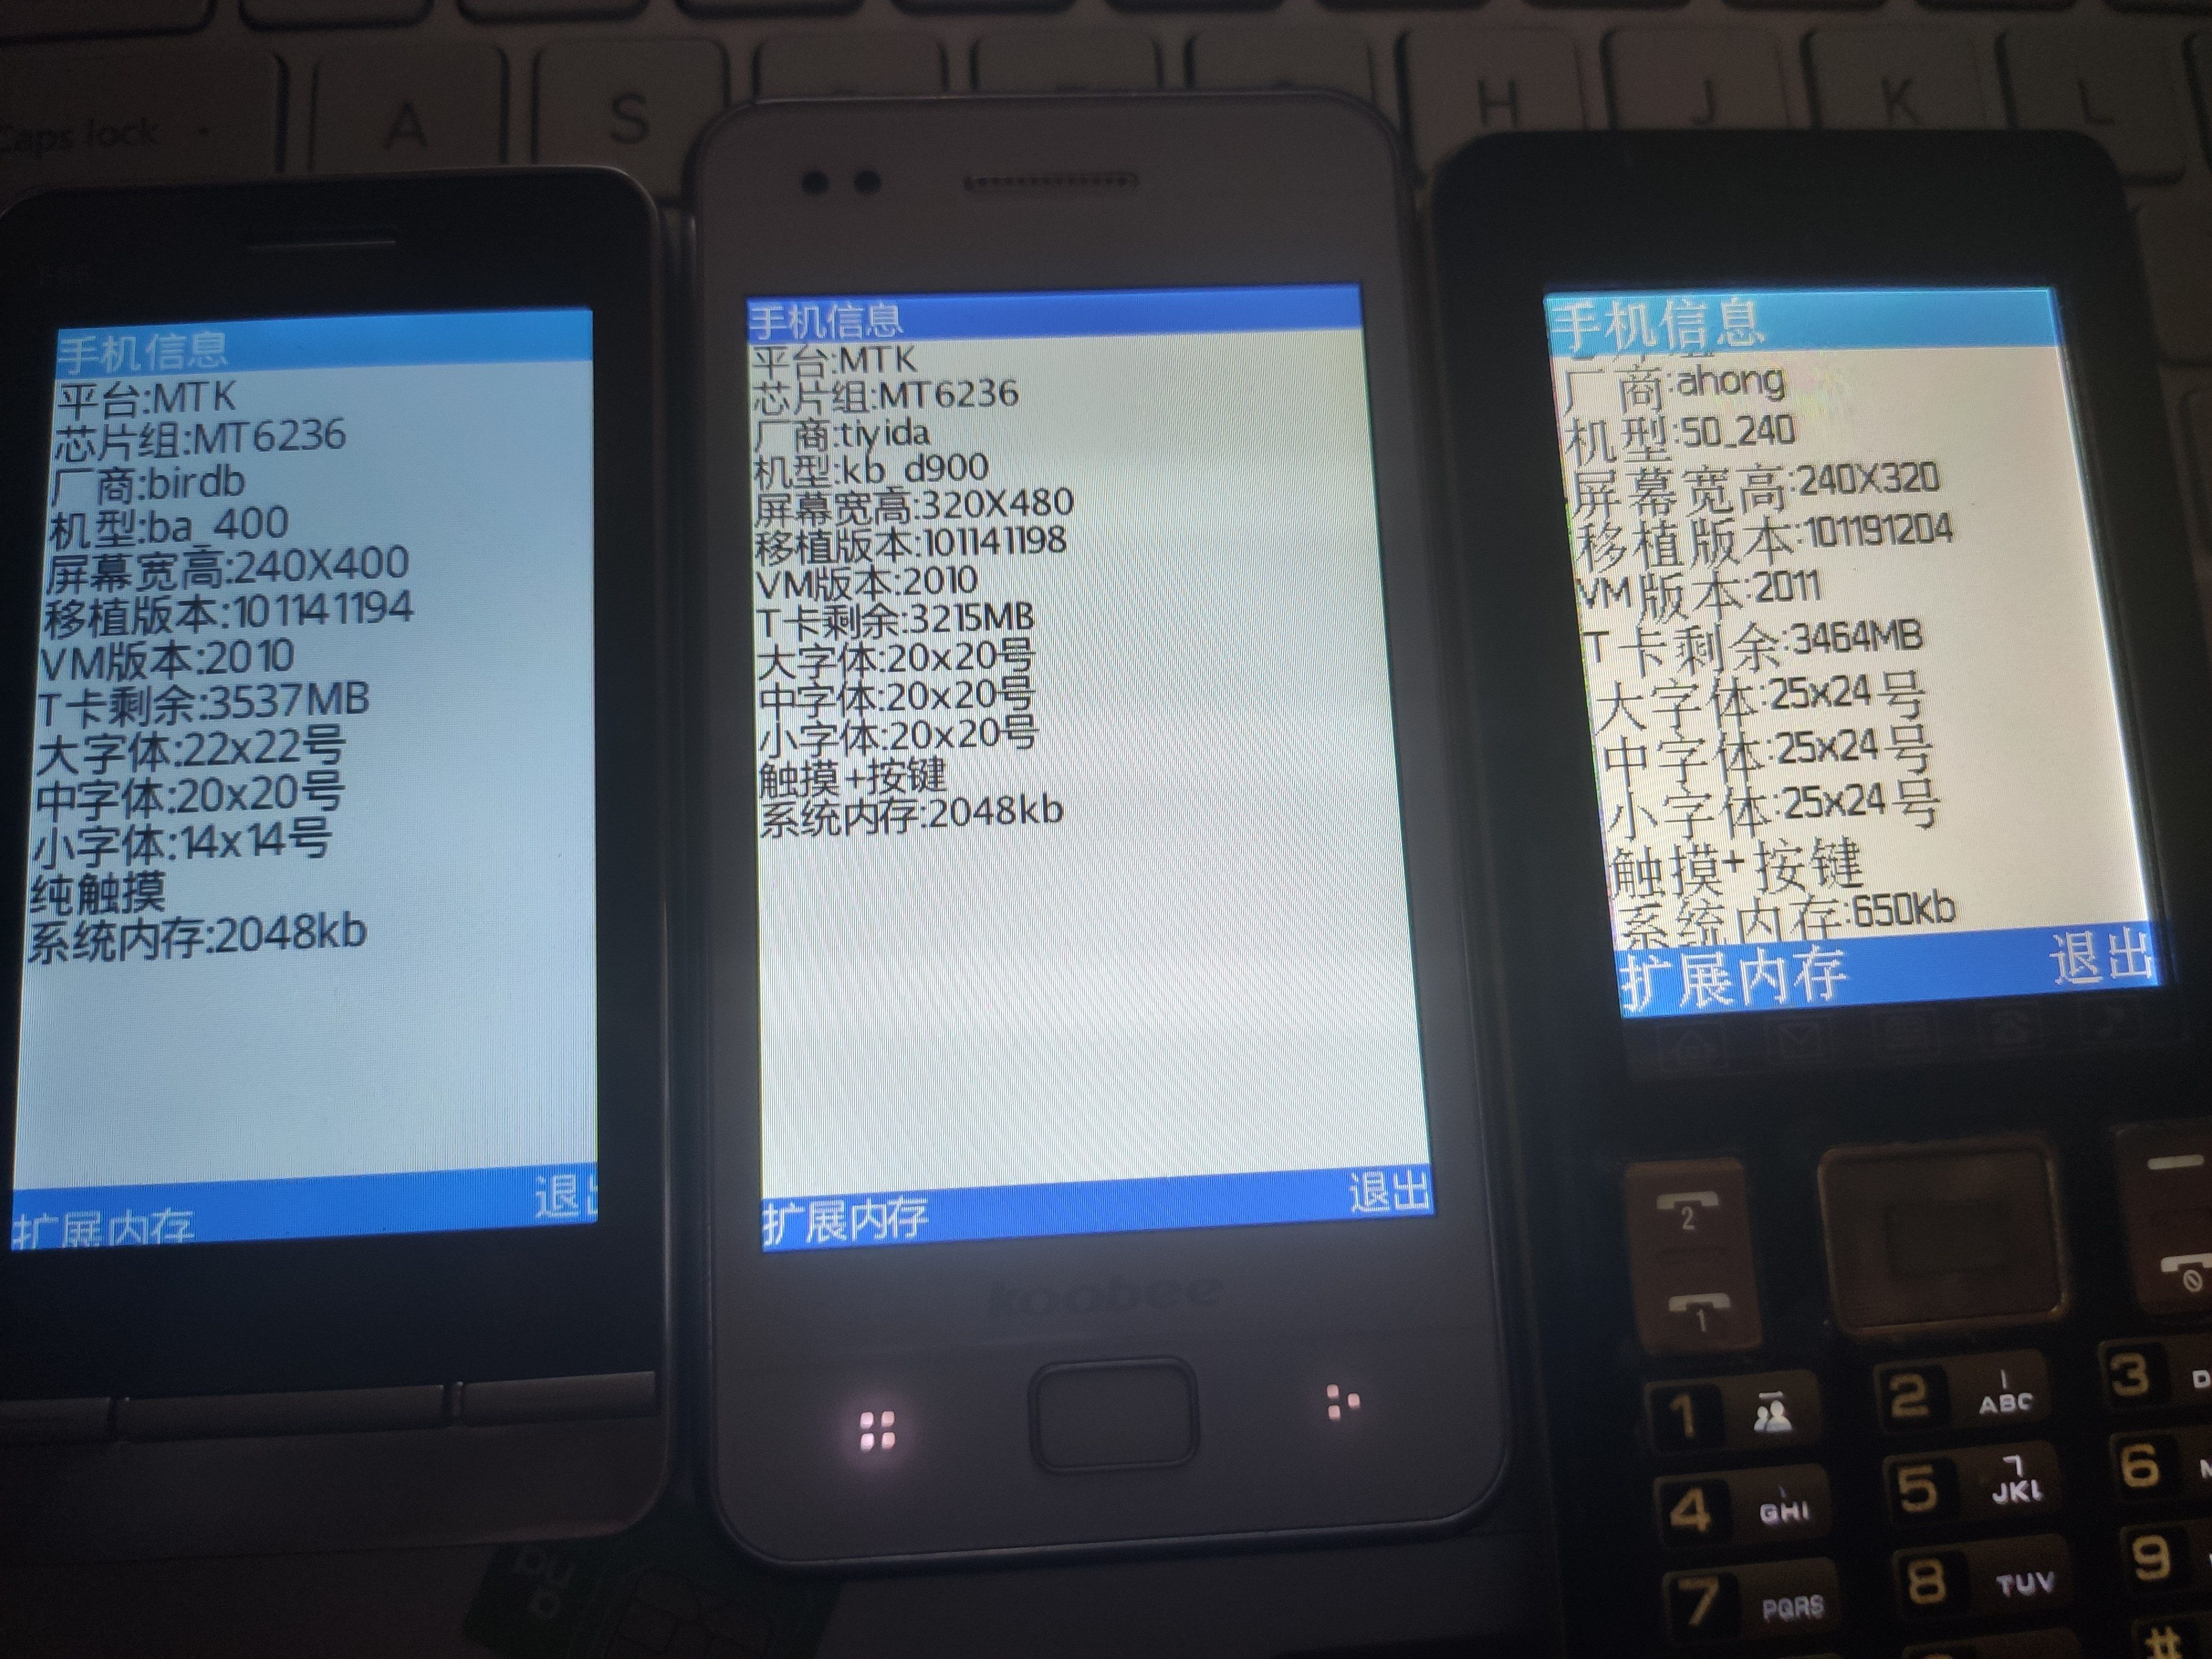 Caps lock
A
S
H
J
K
L
手机信息
平台:MTK
芯片组:MT6236
厂商:birdb
机型:ba_400
屏幕宽高:240X400
移植版本:101141194
VM版本:2010
T卡剩余:3537MB
大字体:22x22号
中字体:20x20号
小字体:14x14号
纯触摸
系统内存:2048kb
扩展内存
退出
手机信息
平台:MTK
芯片组:MT6236
厂商:tiyida
机型:kb_d900
屏幕宽高:320X480
移植版本:101141198
VM版本:2010
T卡剩余:3215MB
大字体:20x20号
中字体:20x20号
小字体:20x20号
触摸+按键
系统内存:2048kb
扩展内存
退出
koobee
手机信息
厂商:ahong
机型:50_240
屏幕宽高:240X320
移植版本:101191204
VM版本:2011
T卡剩余:3464MB
大字体:25x24号
中字体:25x24号
小字体:25x24号
触摸+按键
系统内存:650kb
扩展内存
退出
2
1
1
2 ABC
3 D
4 GHI
5 JKL
6 M
7 PQRS
8 TUV
9
#